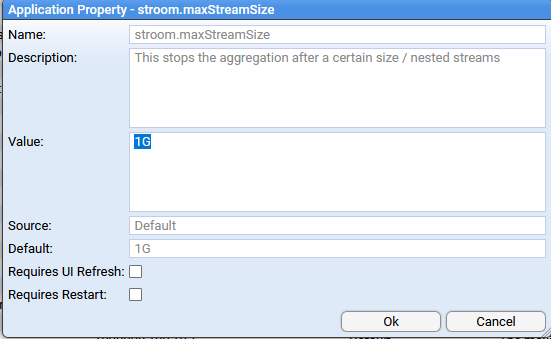 Application Property - stroom.maxStreamSize
Name: stroom.maxStreamSize
Description: This stops the aggregation after a certain size / nested streams
Value: 1G
Source: Default
Default: 1G
Requires UI Refresh:
Requires Restart:
Ok Cancel